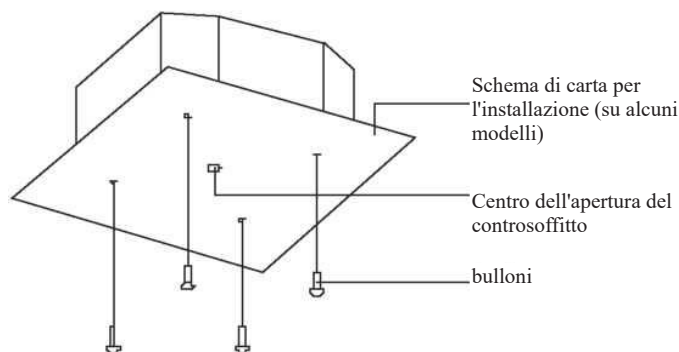 Schema di carta per
l'installazione (su alcuni
modelli)
Centro dell'apertura del
controsoffitto
bulloni